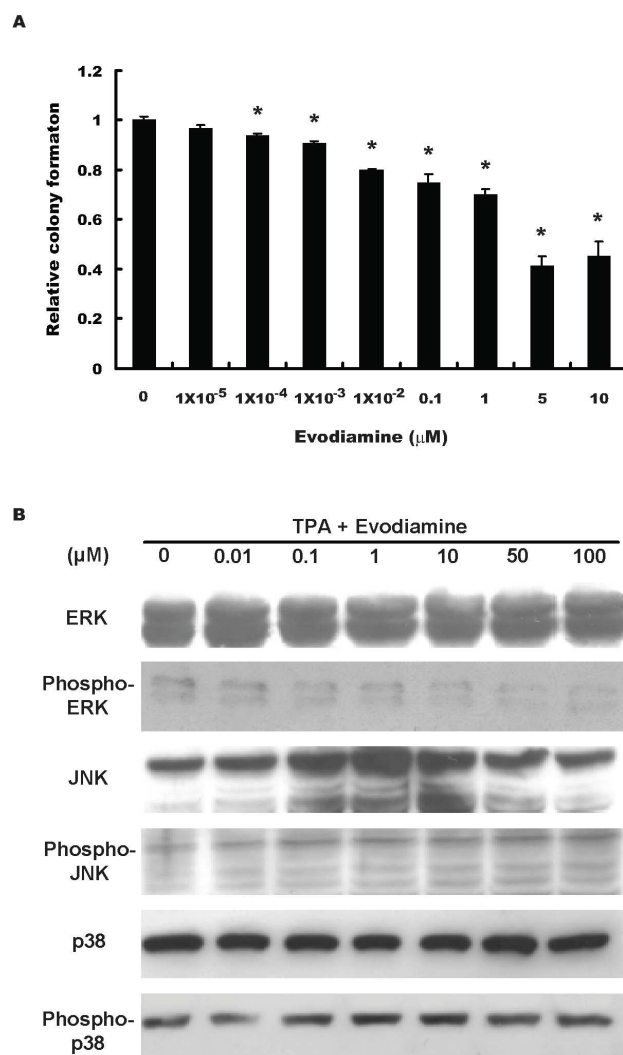 A
Relative colony formaton
1.2
1
0.8
0.6
0.4
0.2
0
* * * * * * *
0 1X10-5 1X10-4 1X10-3 1X10-2 0.1 1 5 10
Evodiamine (μM)
B
TPA + Evodiamine
(μM) 0 0.01 0.1 1 10 50 100
ERK
Phospho-
ERK
JNK
Phospho-
JNK
p38
Phospho-
p38